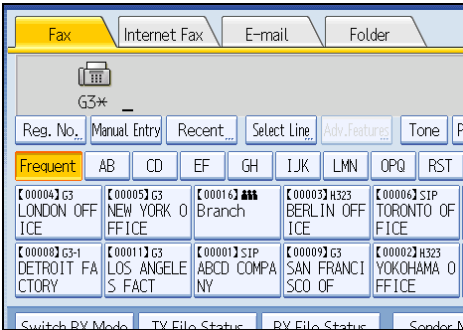 Fax Internet Fax E-mail Folder
G3*
Reg. No. Manual Entry Recent Select Line Adv.Features Tone
Frequent AB CD EF GH IJK LMN OPQ RST
【00004】G3 【00005】G3 【00016】 【00003】H323 【00006】SIP
LONDON OFF NEW YORK O Branch BERLIN OFF TORONTO OF
ICE FFICE ICE FICE
【00008】G3-1 【00011】G3 【00001】SIP 【00009】G3 【00002】H323
DETROIT FA LOS ANGELE ABCD COMPA SAN FRANCI YOKOHAMA O
CTORY S FACT NY SCO OF FFICE
Switch RX Mode TX File Status RX File Status Sender N